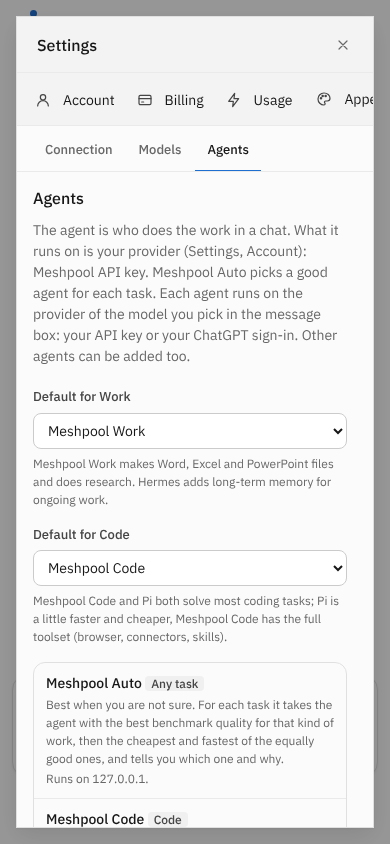 Settings
Account Billing Usage Appe
Connection Models Agents
Agents
The agent is who does the work in a chat. What it
runs on is your provider (Settings, Account):
Meshpool API key. Meshpool Auto picks a good
agent for each task. Each agent runs on the
provider of the model you pick in the message
box: your API key or your ChatGPT sign-in. Other
agents can be added too.
Default for Work
Meshpool Work
Meshpool Work makes Word, Excel and PowerPoint files
and does research. Hermes adds long-term memory for
ongoing work.
Default for Code
Meshpool Code
Meshpool Code and Pi both solve most coding tasks; Pi is
a little faster and cheaper, Meshpool Code has the full
toolset (browser, connectors, skills).
Meshpool Auto Any task
Best when you are not sure. For each task it takes the
agent with the best benchmark quality for that kind of
work, then the cheapest and fastest of the equally
good ones, and tells you which one and why.
Runs on 127.0.0.1.
Meshpool Code Code